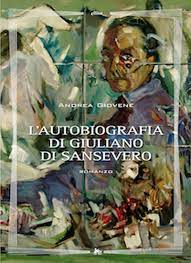 ANDREA GIOVENE
L'AUTOBIOGRAFIA
DI GIULIANO
DI SANSEVERO
ROMANZO